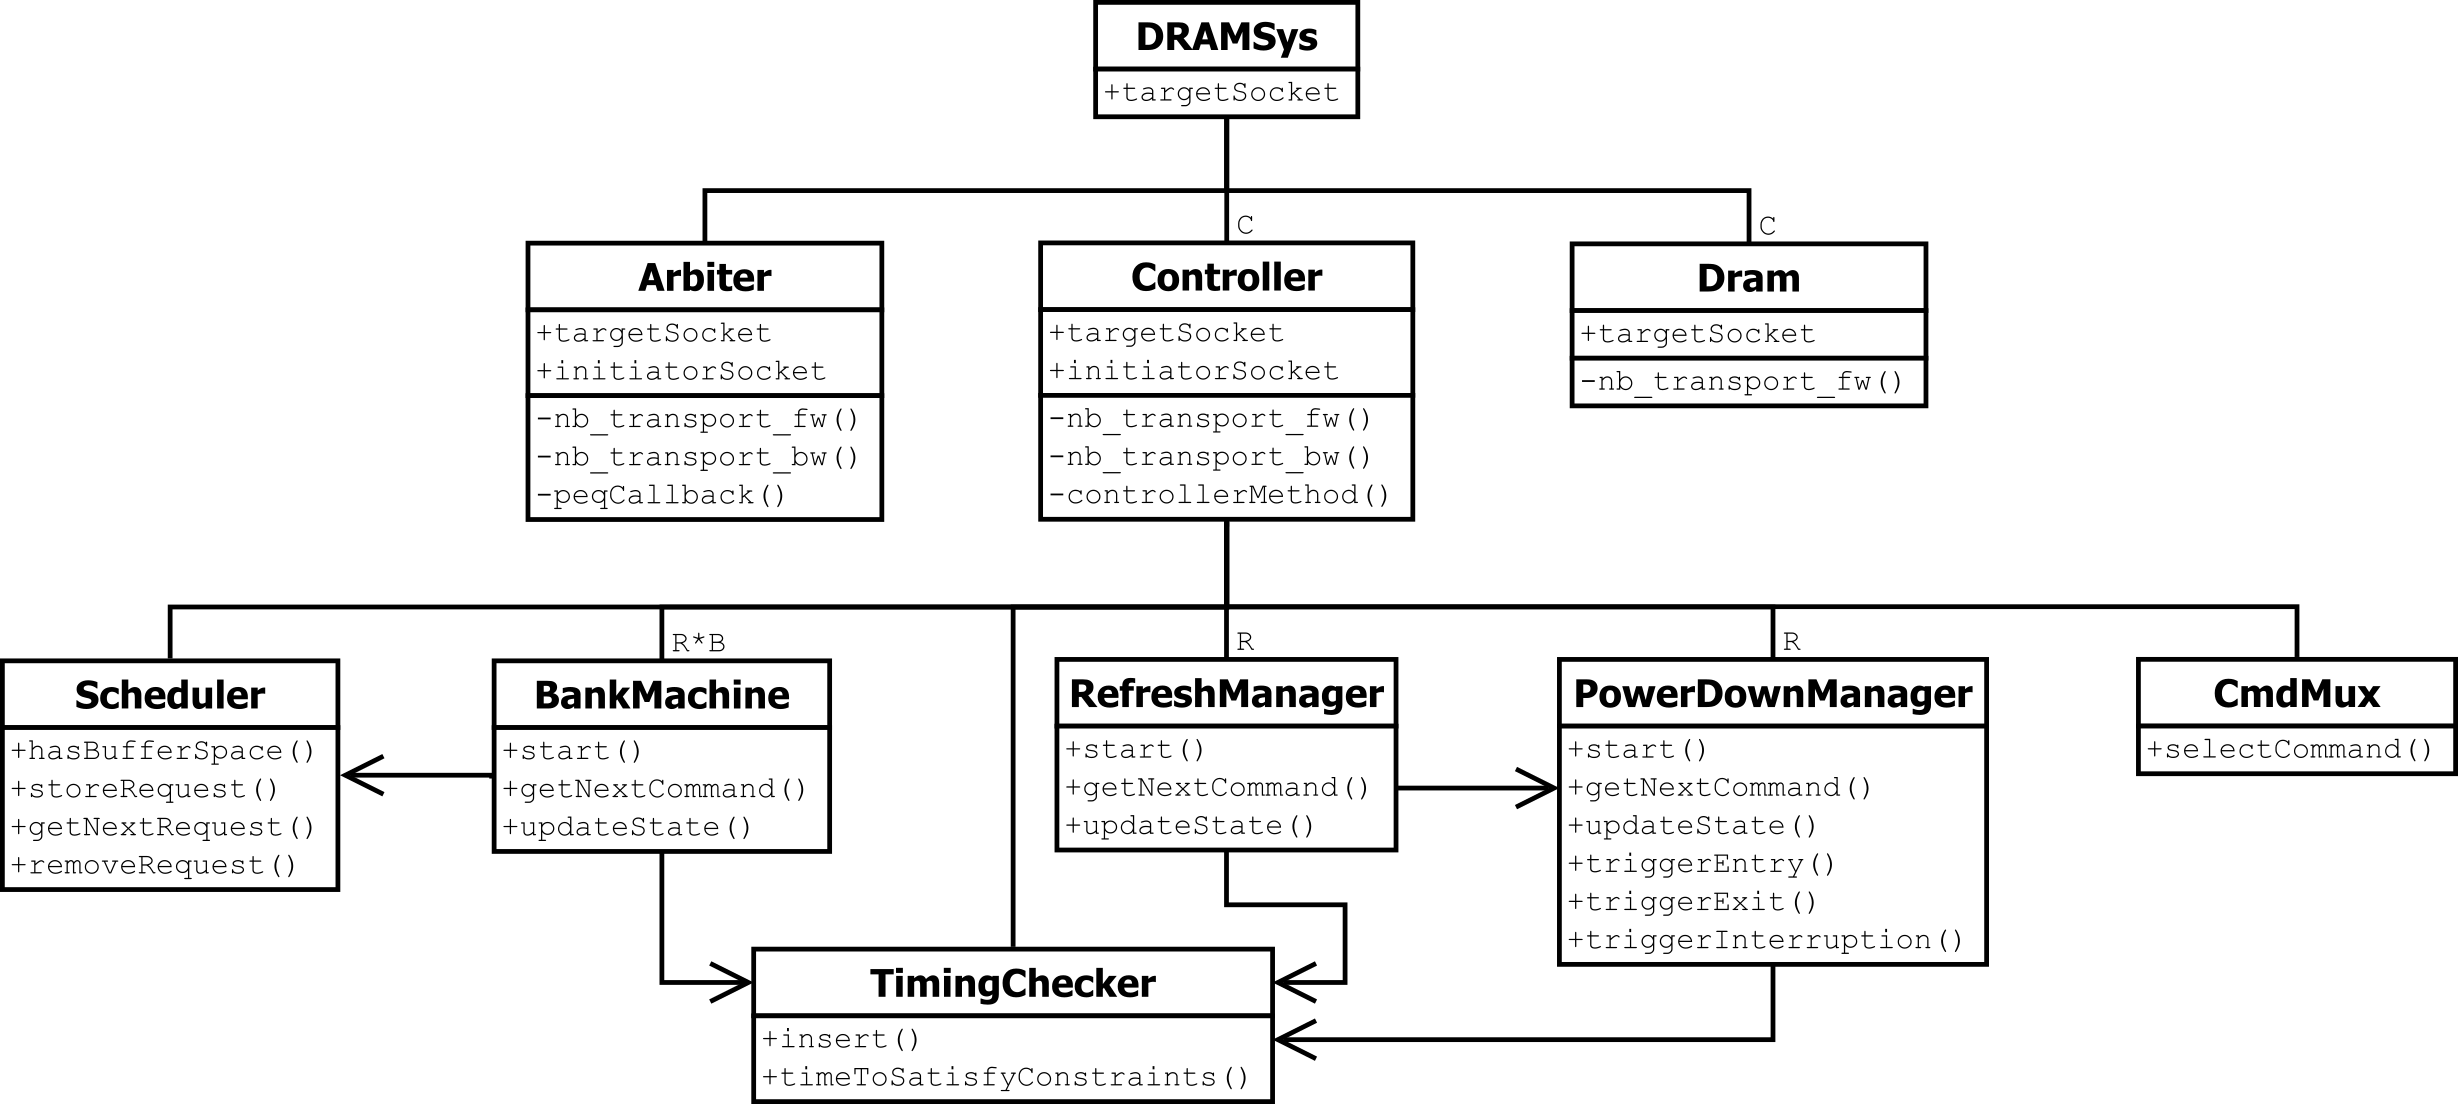 DRAMSys
+targetSocket
C
C
Arbiter
+targetSocket
+initiatorSocket
-nb_transport_fw()
-nb_transport_bw()
-peqCallback()
Controller
+targetSocket
+initiatorSocket
-nb_transport_fw()
-nb_transport_bw()
-controllerMethod()
Dram
+targetSocket
-nb_transport_fw()
R*B
R
R
Scheduler
+hasBufferSpace()
+storeRequest()
+getNextRequest()
+removeRequest()
BankMachine
+start()
+getNextCommand()
+updateState()
RefreshManager
+start()
+getNextCommand()
+updateState()
PowerDownManager
+start()
+getNextCommand()
+updateState()
+triggerEntry()
+triggerExit()
+triggerInterruption()
CmdMux
+selectCommand()
TimingChecker
+insert()
+timeToSatisfyConstraints()